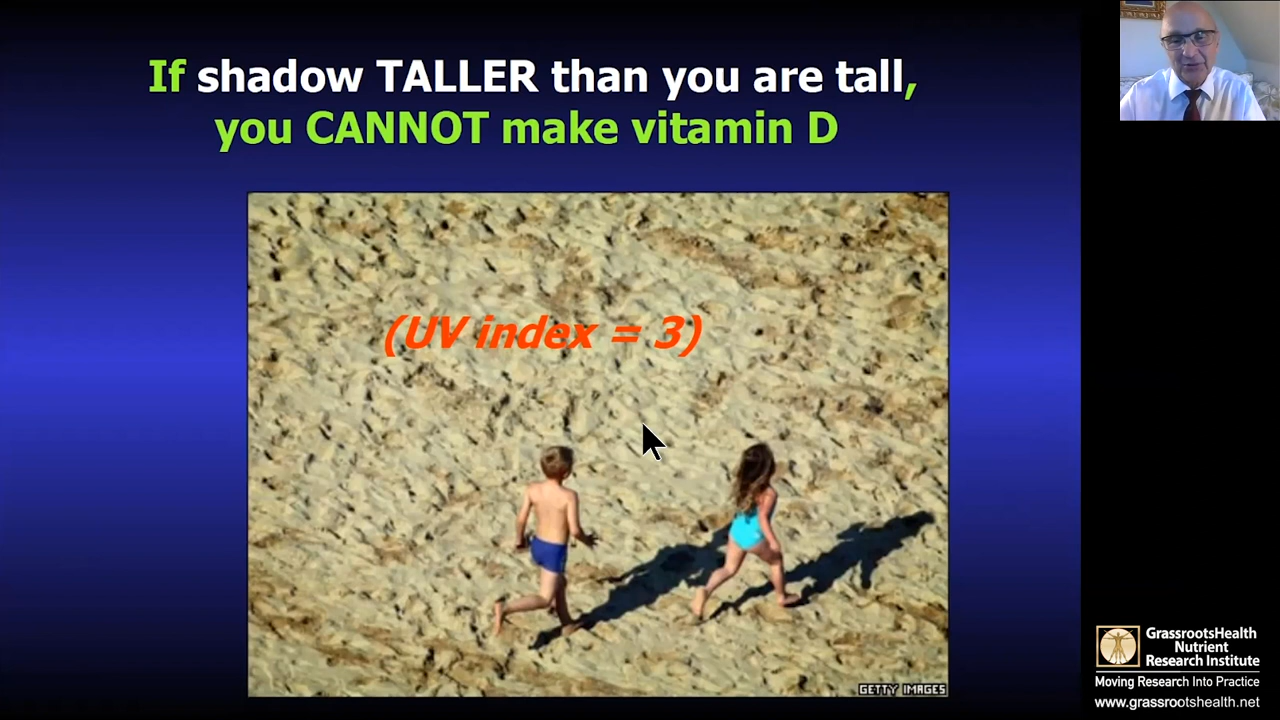 If shadow TALLER than you are tall,
you CANNOT make vitamin D
(UV index = 3)
GETTY IMAGES
GrassrootsHealth
Nutrient
Research Institute
Moving Research Into Practice
www.grassrootshealth.net